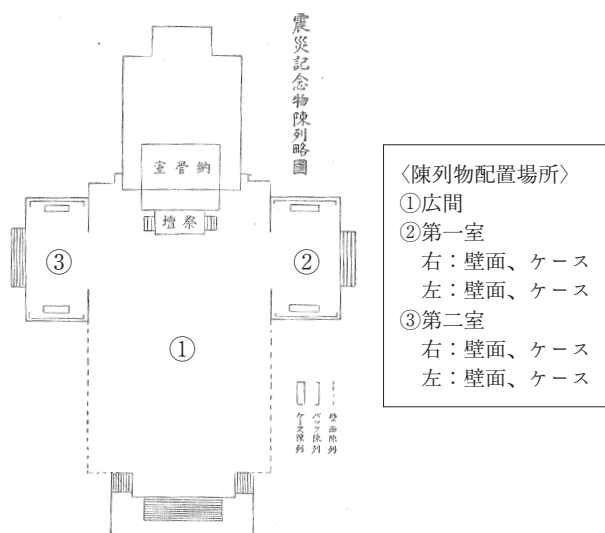 震災記念物陳列略圖
室骨納
壇祭
③
②
①
壁面陳列
バック陳列
ケース陳列
〈陳列物配置場所〉
①広間
②第一室
右：壁面、ケース
左：壁面、ケース
③第二室
右：壁面、ケース
左：壁面、ケース